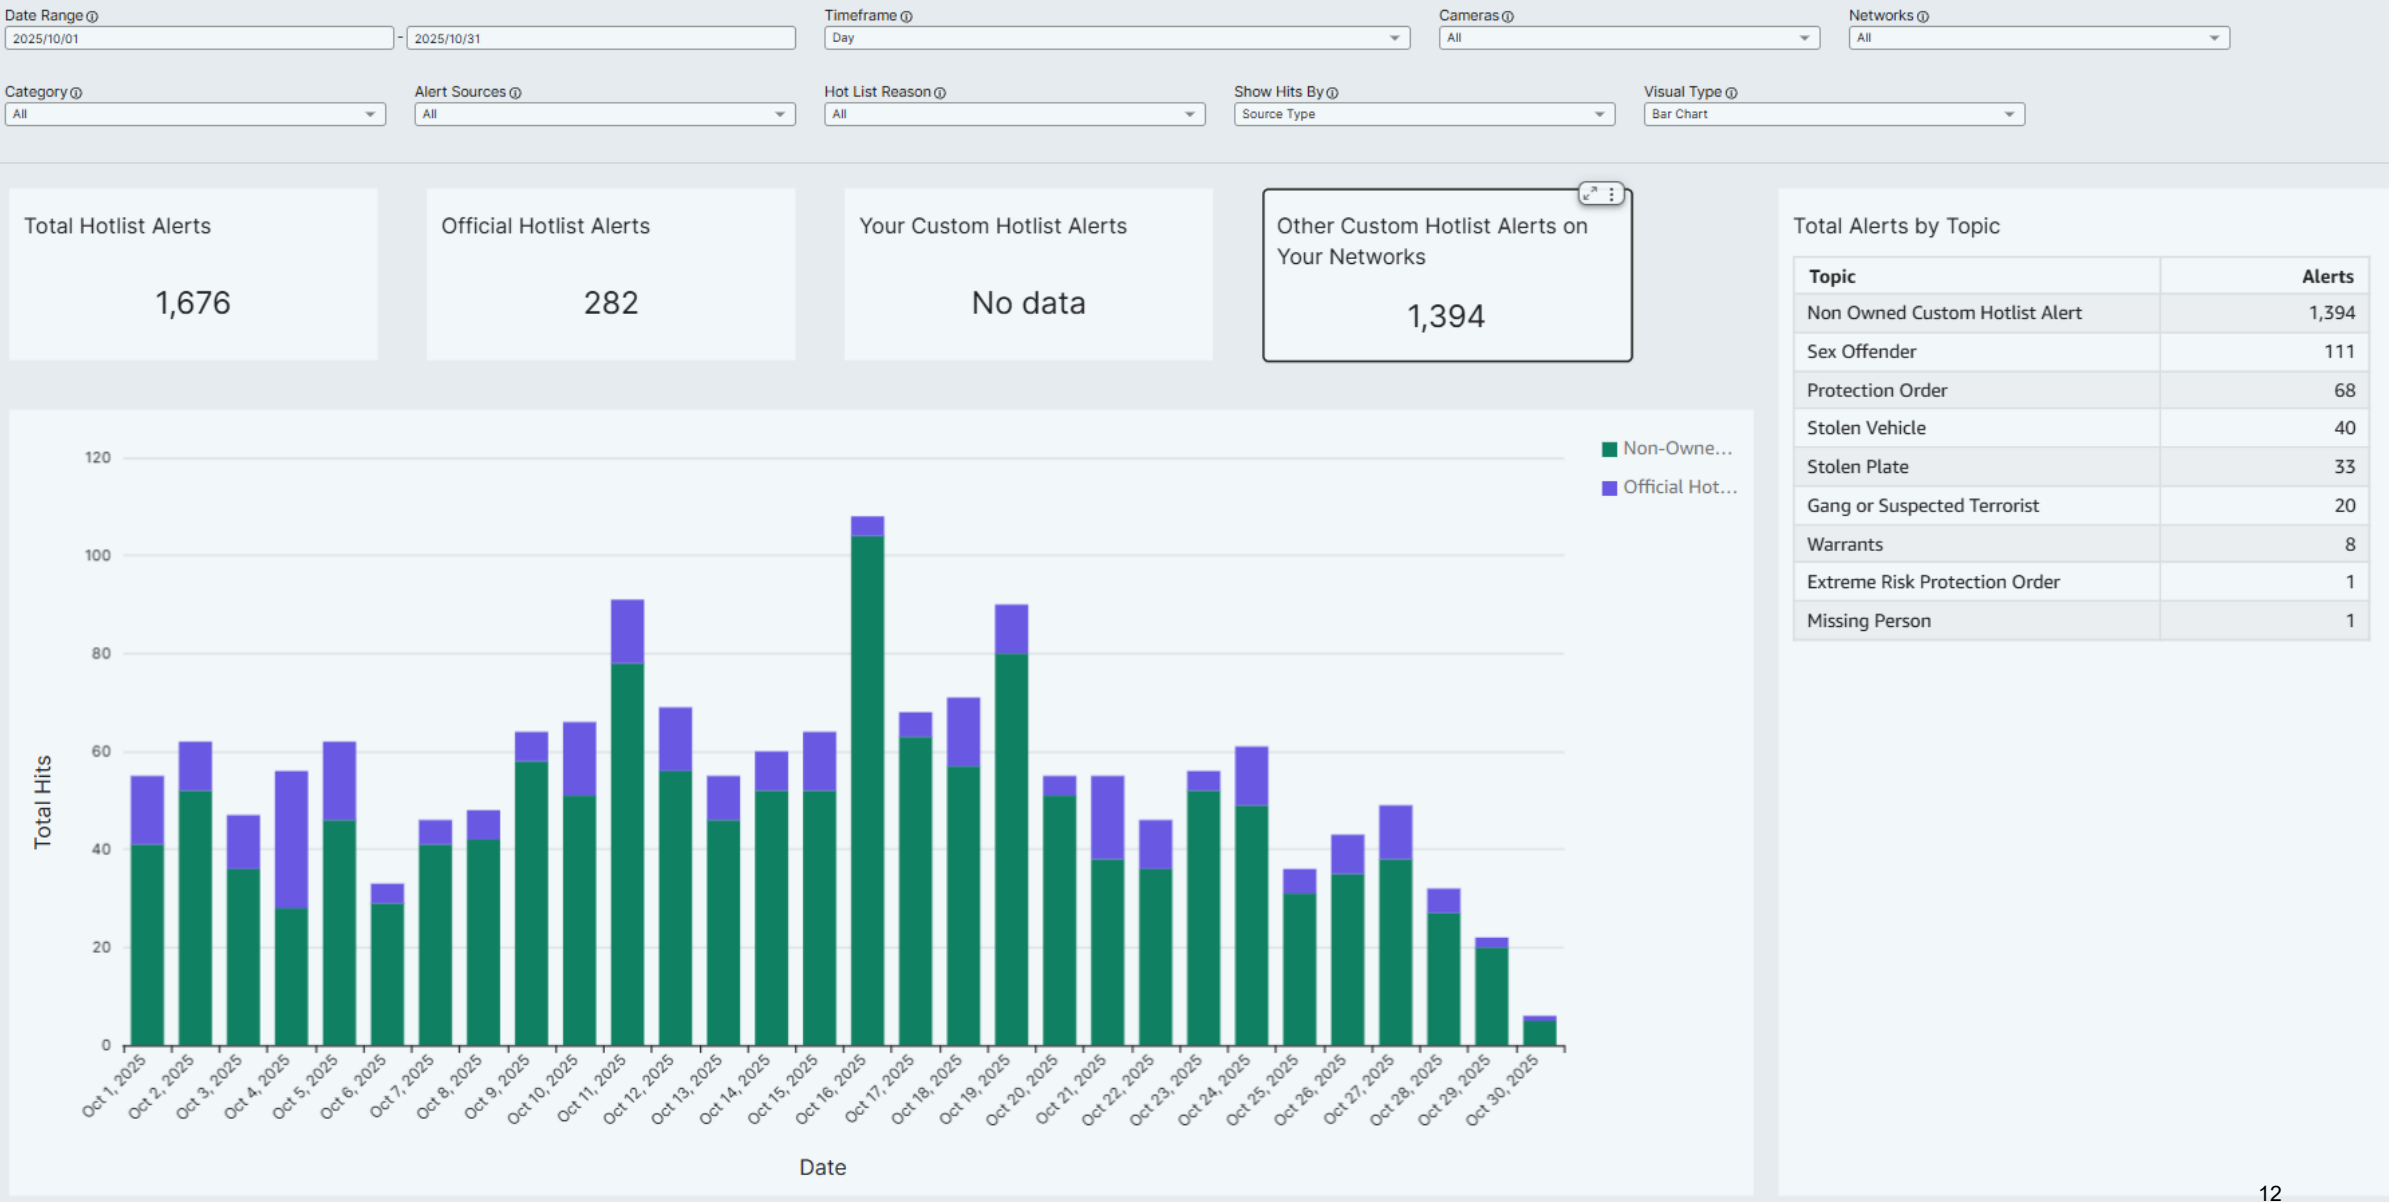 Date Range
2025/10/01 - 2025/10/31
Timeframe
Day
Cameras
All
Networks
All
Category
All
Alert Sources
All
Hot List Reason
All
Show Hits By
Source Type
Visual Type
Bar Chart
Total Hotlist Alerts
1,676
Official Hotlist Alerts
282
Your Custom Hotlist Alerts
No data
Other Custom Hotlist Alerts on
Your Networks
1,394
Total Alerts by Topic
Topic Alerts
Non Owned Custom Hotlist Alert 1,394
Sex Offender 111
Protection Order 68
Stolen Vehicle 40
Stolen Plate 33
Gang or Suspected Terrorist 20
Warrants 8
Extreme Risk Protection Order 1
Missing Person 1
Non-Owne...
Official Hot...
Total Hits
120
100
80
60
40
20
0
Oct 1, 2025
Oct 2, 2025
Oct 3, 2025
Oct 4, 2025
Oct 5, 2025
Oct 6, 2025
Oct 7, 2025
Oct 8, 2025
Oct 9, 2025
Oct 10, 2025
Oct 11, 2025
Oct 12, 2025
Oct 13, 2025
Oct 14, 2025
Oct 15, 2025
Oct 16, 2025
Oct 17, 2025
Oct 18, 2025
Oct 19, 2025
Oct 20, 2025
Oct 21, 2025
Oct 22, 2025
Oct 23, 2025
Oct 24, 2025
Oct 25, 2025
Oct 26, 2025
Oct 27, 2025
Oct 28, 2025
Oct 29, 2025
Oct 30, 2025
Date
12